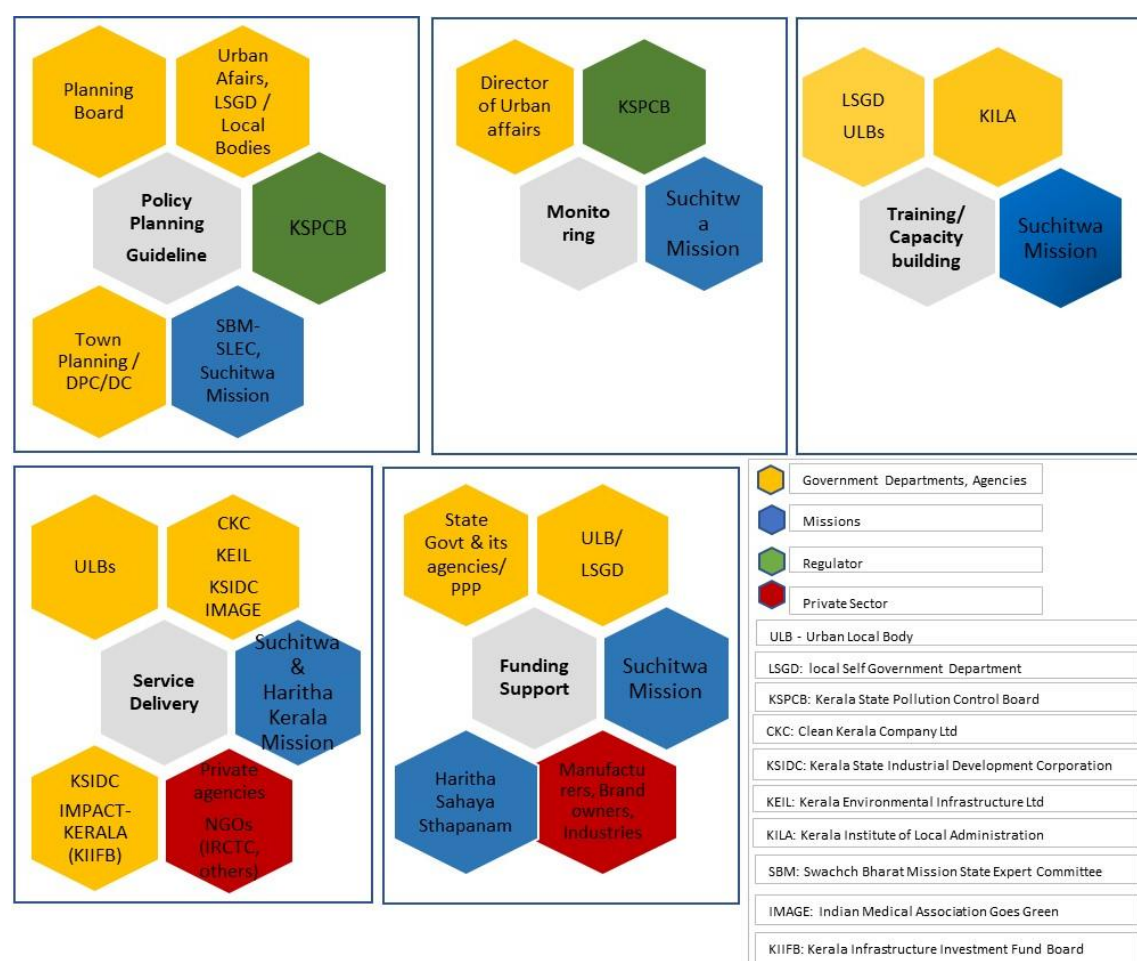 Planning
Board
Urban
Afairs,
LSGD /
Local
Bodies
Policy
Planning
Guideline
KSPCB
Town
Planning /
DPC/DC
SBM-
SLEC,
Suchitwa
Mission
Director
of Urban
affairs
KSPCB
Monito
ring
Suchitw
a
Mission
LSGD
ULBs
KILA
Training/
Capacity
building
Suchitwa
Mission
ULBs
CKC
KEIL
KSIDC
IMAGE
Service
Delivery
Suchitwa
&
Haritha
Kerala
Mission
KSIDC
IMPACT-
KERALA
(KIIFB)
Private
agencies
NGOs
(IRCTC,
others)
State
Govt & its
agencies/
PPP
ULB/
LSGD
Funding
Support
Suchitwa
Mission
Haritha
Sahaya
Sthapanam
Manufactu
rers, Brand
owners,
Industries
Government Departments, Agencies
Missions
Regulator
Private Sector
ULB - Urban Local Body
LSGD: local Self Government Department
KSPCB: Kerala State Pollution Control Board
CKC: Clean Kerala Company Ltd
KSIDC: Kerala State Industrial Development Corporation
KEIL: Kerala Environmental Infrastructure Ltd
KILA: Kerala Institute of Local Administration
SBM: Swachch Bharat Mission State Expert Committee
IMAGE: Indian Medical Association Goes Green
KIIFB: Kerala Infrastructure Investment Fund Board